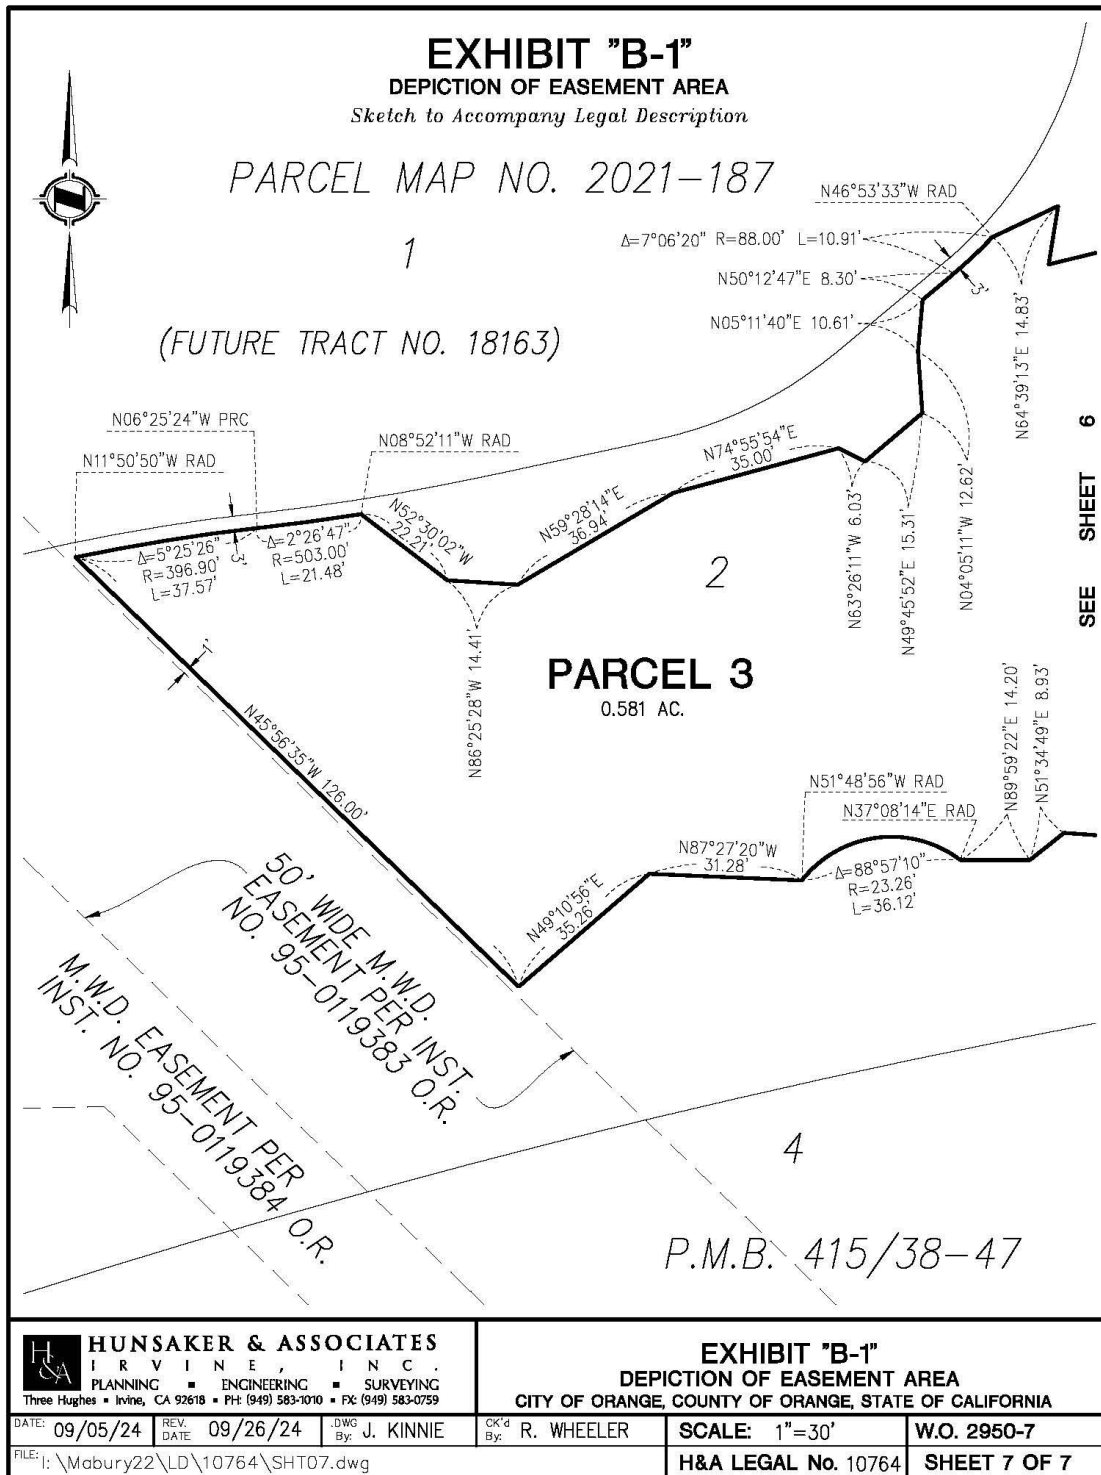 EXHIBIT "B-1"
DEPICTION OF EASEMENT AREA
Sketch to Accompany Legal Description
PARCEL MAP NO. 2021-187
1
(FUTURE TRACT NO. 18163)
N46°53'33"W RAD
Δ=7°06'20" R=88.00' L=10.91'
N50°12'47"E 8.30'
3'
N05°11'40"E 10.61'
N64°39'13"E 14.83'
N06°25'24"W PRC
N11°50'50"W RAD
N08°52'11"W RAD
N74°55'54"E
35.00'
SEE SHEET 6
Δ=5°25'26"
R=396.90'
L=37.57'
3'
Δ=2°26'47"
R=503.00'
L=21.48'
N52°30'02"W
22.21'
N59°28'14"E
36.94'
N63°26'11"W 6.03'
N49°45'52"E 15.31'
N04°05'11"W 12.62'
2
1'
N86°25'28"W 14.41'
PARCEL 3
0.581 AC.
N45°56'35"W 126.00'
N89°59'22"E 14.20'
N51°34'49"E 8.93'
N51°48'56"W RAD
N37°08'14"E RAD
N87°27'20"W
31.28'
Δ=88°57'10"
R=23.26'
L=36.12'
N49°10'56"E
35.26'
50' WIDE M.W.D.
EASEMENT PER INST.
NO. 95-0119383 O.R.
M.W.D. EASEMENT PER
INST. NO. 95-0119384 O.R.
4
P.M.B. 415/38-47
H&A
HUNSAKER & ASSOCIATES
IRVINE, INC.
PLANNING ▪ ENGINEERING ▪ SURVEYING
Three Hughes ▪ Irvine, CA 92618 ▪ PH: (949) 583-1010 ▪ FX: (949) 583-0759
EXHIBIT "B-1"
DEPICTION OF EASEMENT AREA
CITY OF ORANGE, COUNTY OF ORANGE, STATE OF CALIFORNIA
DATE: 09/05/24
REV. DATE 09/26/24
DWG By: J. KINNIE
CK'd By: R. WHEELER
SCALE: 1"=30'
W.O. 2950-7
FILE: I:\Mabury22\LD\10764\SHT07.dwg
H&A LEGAL No. 10764
SHEET 7 OF 7